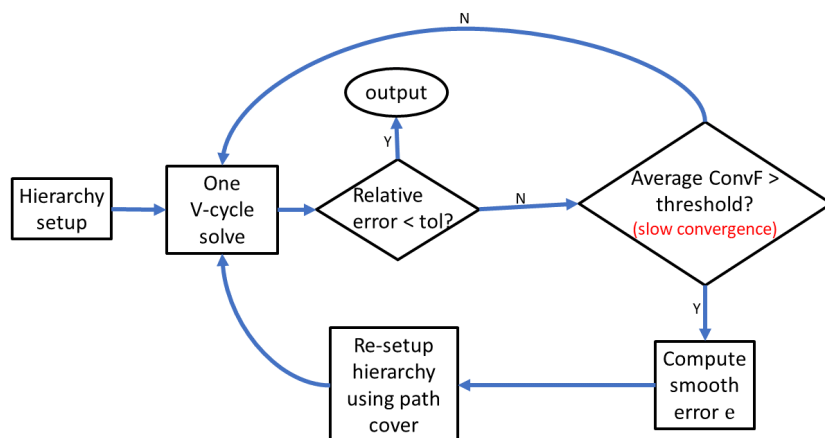 N
output
Y
Hierarchy
setup
One
V-cycle
solve
Relative
error < tol?
N
Average ConvF >
threshold?
(slow convergence)
Y
Re-setup
hierarchy
using path
cover
Compute
smooth
error e